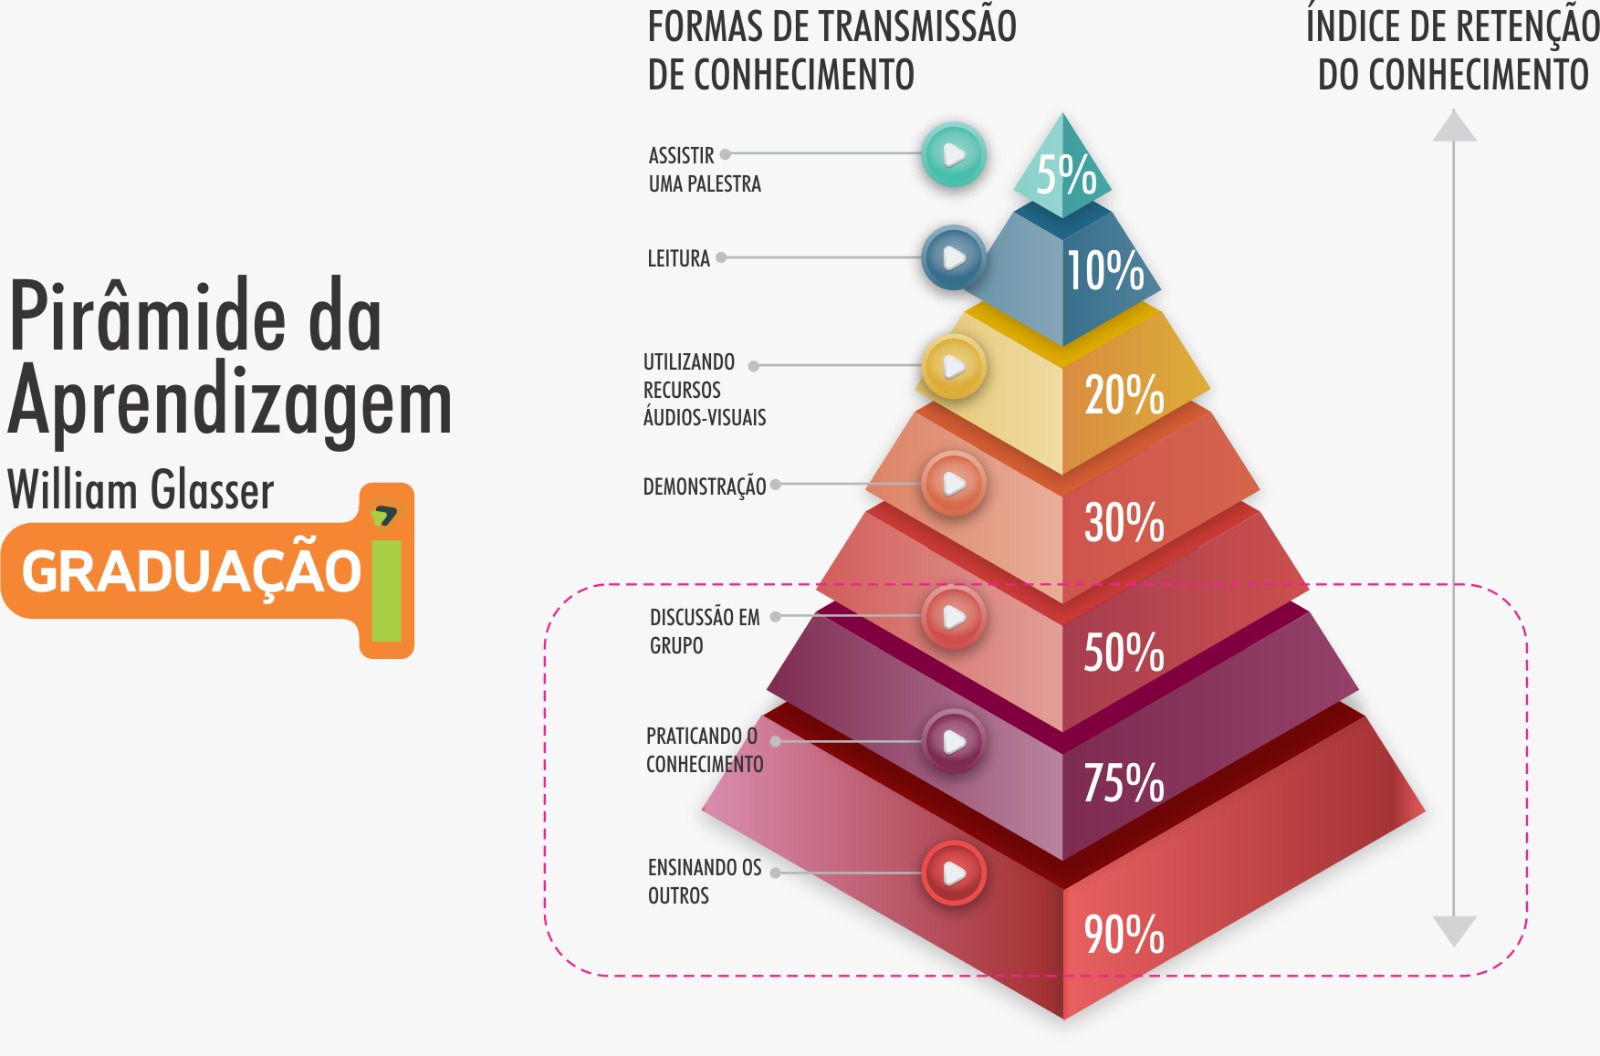 FORMAS DE TRANSMISSÃO
DE CONHECIMENTO
ÍNDICE DE RETENÇÃO
DO CONHECIMENTO
Pirâmide da
Aprendizagem
William Glasser
GRADUAÇÃO
ASSISTIR
UMA PALESTRA
5%
LEITURA
10%
UTILIZANDO
RECURSOS
ÁUDIOS-VISUAIS
20%
DEMONSTRAÇÃO
30%
DISCUSSÃO EM
GRUPO
50%
PRATICANDO O
CONHECIMENTO
75%
ENSINANDO OS
OUTROS
90%